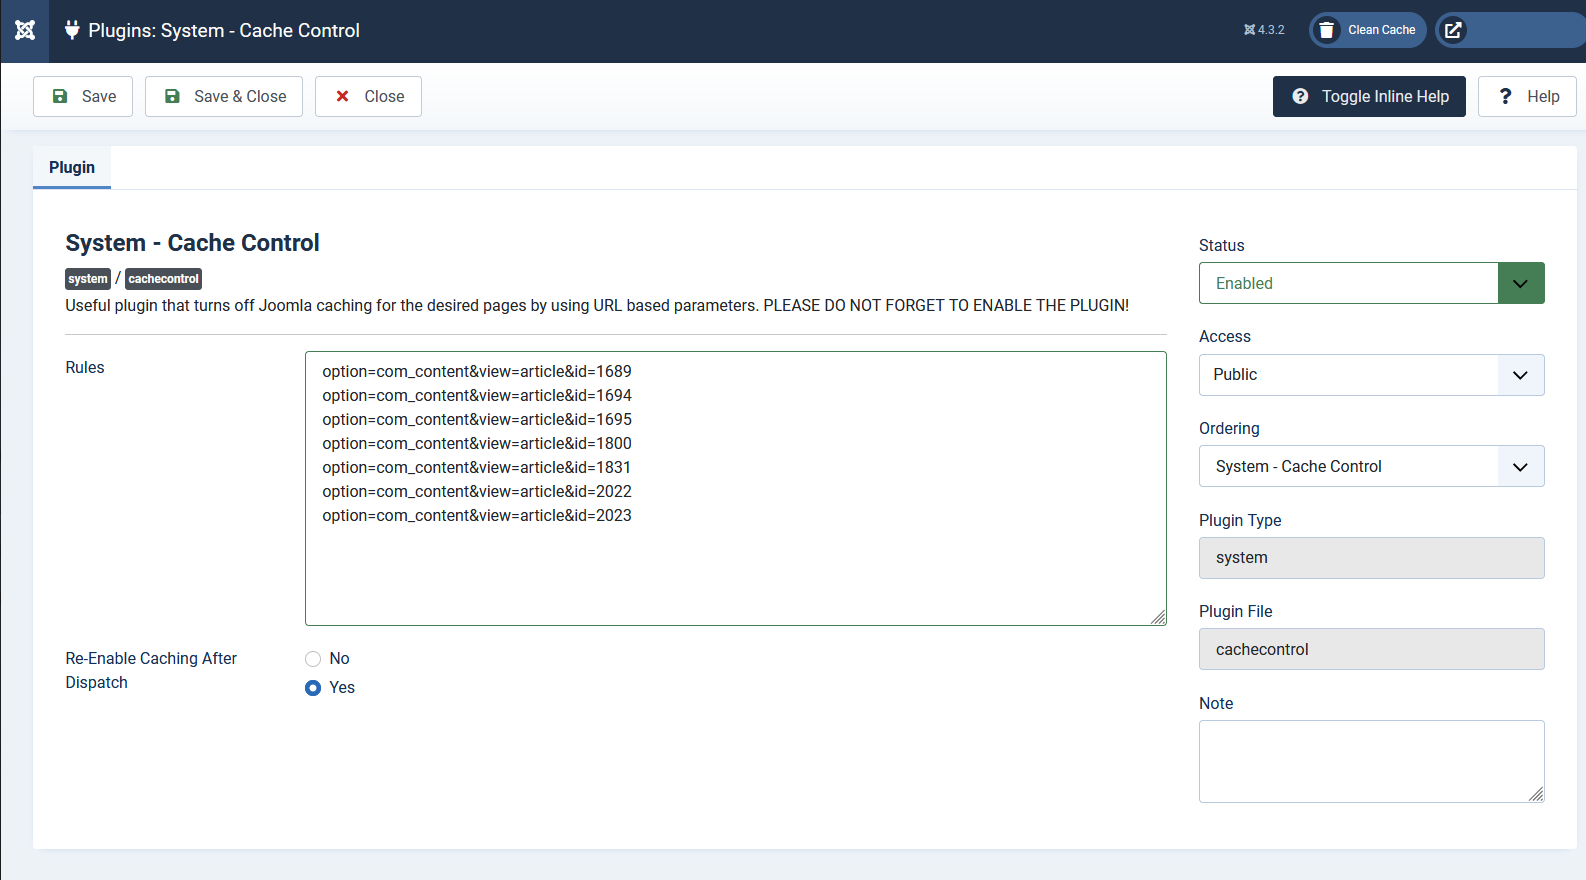 Plugins: System - Cache Control
4.3.2
Clean Cache
Save
Save & Close
Close
Toggle Inline Help
Help
Plugin
System - Cache Control
system / cachecontrol
Useful plugin that turns off Joomla caching for the desired pages by using URL based parameters. PLEASE DO NOT FORGET TO ENABLE THE PLUGIN!
Rules
option=com_content&view=article&id=1689
option=com_content&view=article&id=1694
option=com_content&view=article&id=1695
option=com_content&view=article&id=1800
option=com_content&view=article&id=1831
option=com_content&view=article&id=2022
option=com_content&view=article&id=2023
Re-Enable Caching After
Dispatch
No
Yes
Status
Enabled
Access
Public
Ordering
System - Cache Control
Plugin Type
system
Plugin File
cachecontrol
Note